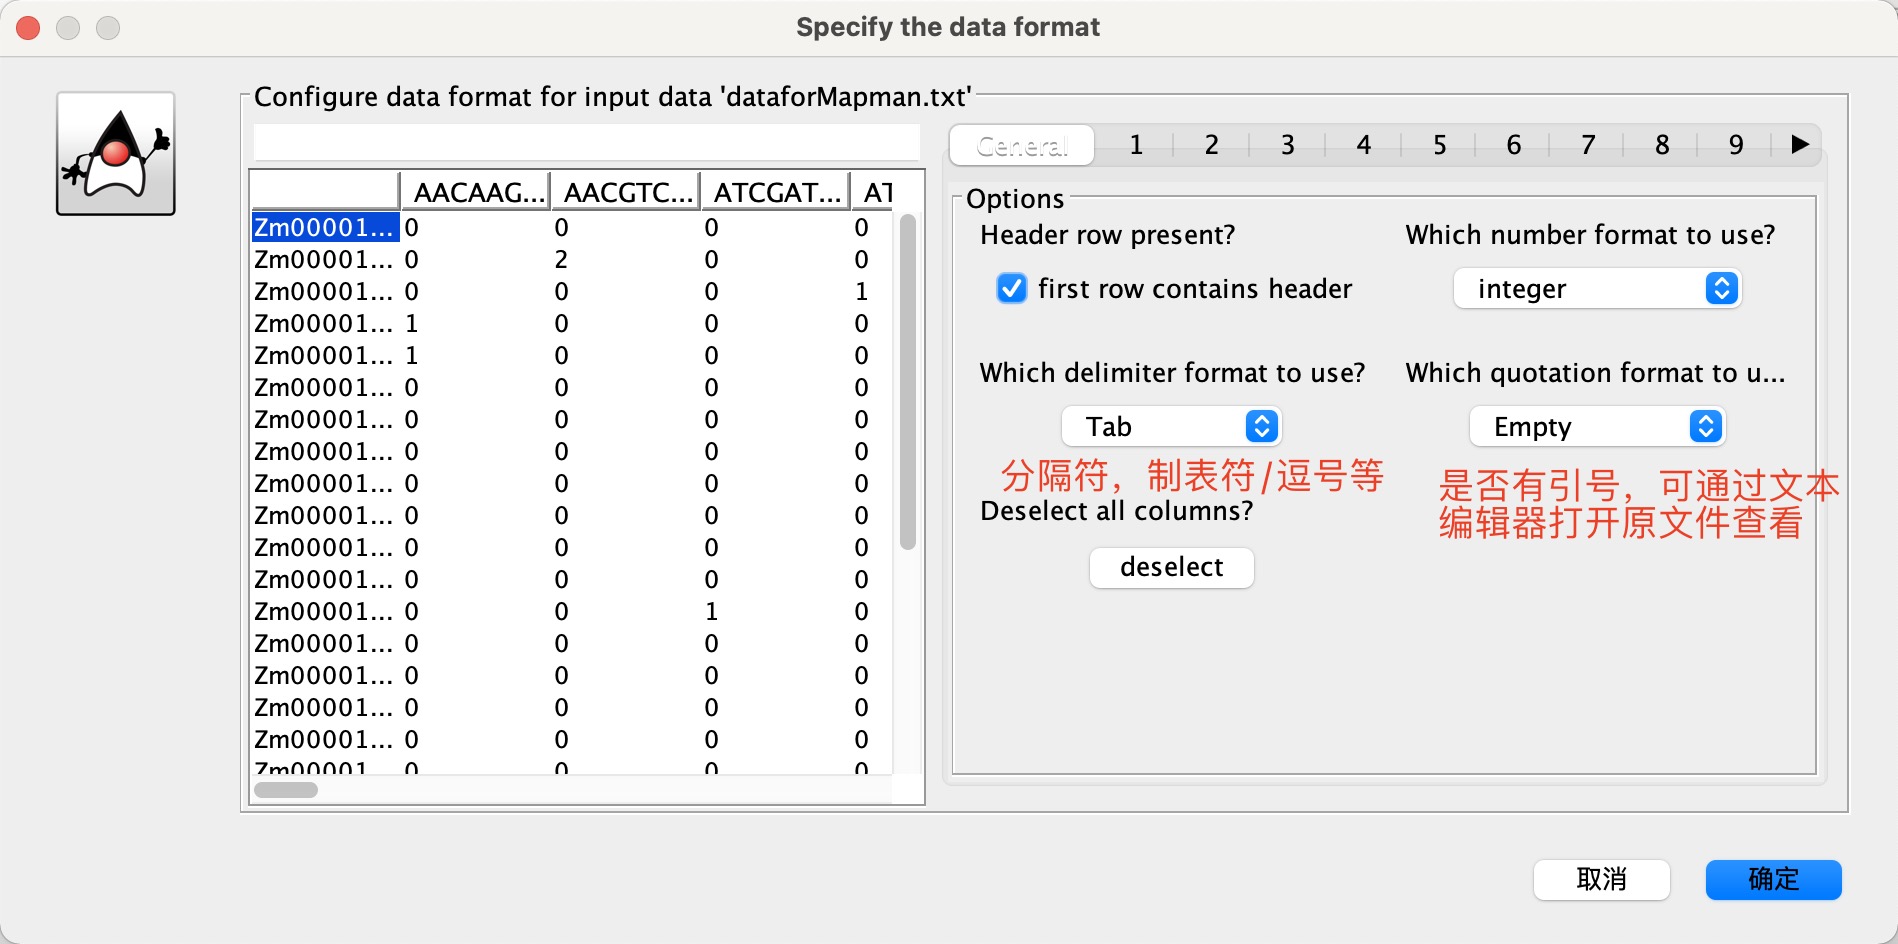 Specify the data format
Configure data format for input data 'dataforMapman.txt'
General 1 2 3 4 5 6 7 8 9
AACAAG... AACGTC... ATCGAT... AT
Zm00001... 0 0 0 0
Zm00001... 0 2 0 0
Zm00001... 0 0 0 1
Zm00001... 1 0 0 0
Zm00001... 1 0 0 0
Zm00001... 0 0 0 0
Zm00001... 0 0 0 0
Zm00001... 0 0 0 0
Zm00001... 0 0 0 0
Zm00001... 0 0 0 0
Zm00001... 0 0 0 0
Zm00001... 0 0 0 0
Zm00001... 0 0 1 0
Zm00001... 0 0 0 0
Zm00001... 0 0 0 0
Zm00001... 0 0 0 0
Zm00001... 0 0 0 0
Zm00001 0 0 0 0
Options
Header row present?
first row contains header
Which number format to use?
integer
Which delimiter format to use?
Tab
分隔符，制表符/逗号等
Which quotation format to u...
Empty
是否有引号，可通过文本
编辑器打开原文件查看
Deselect all columns?
deselect
取消
确定